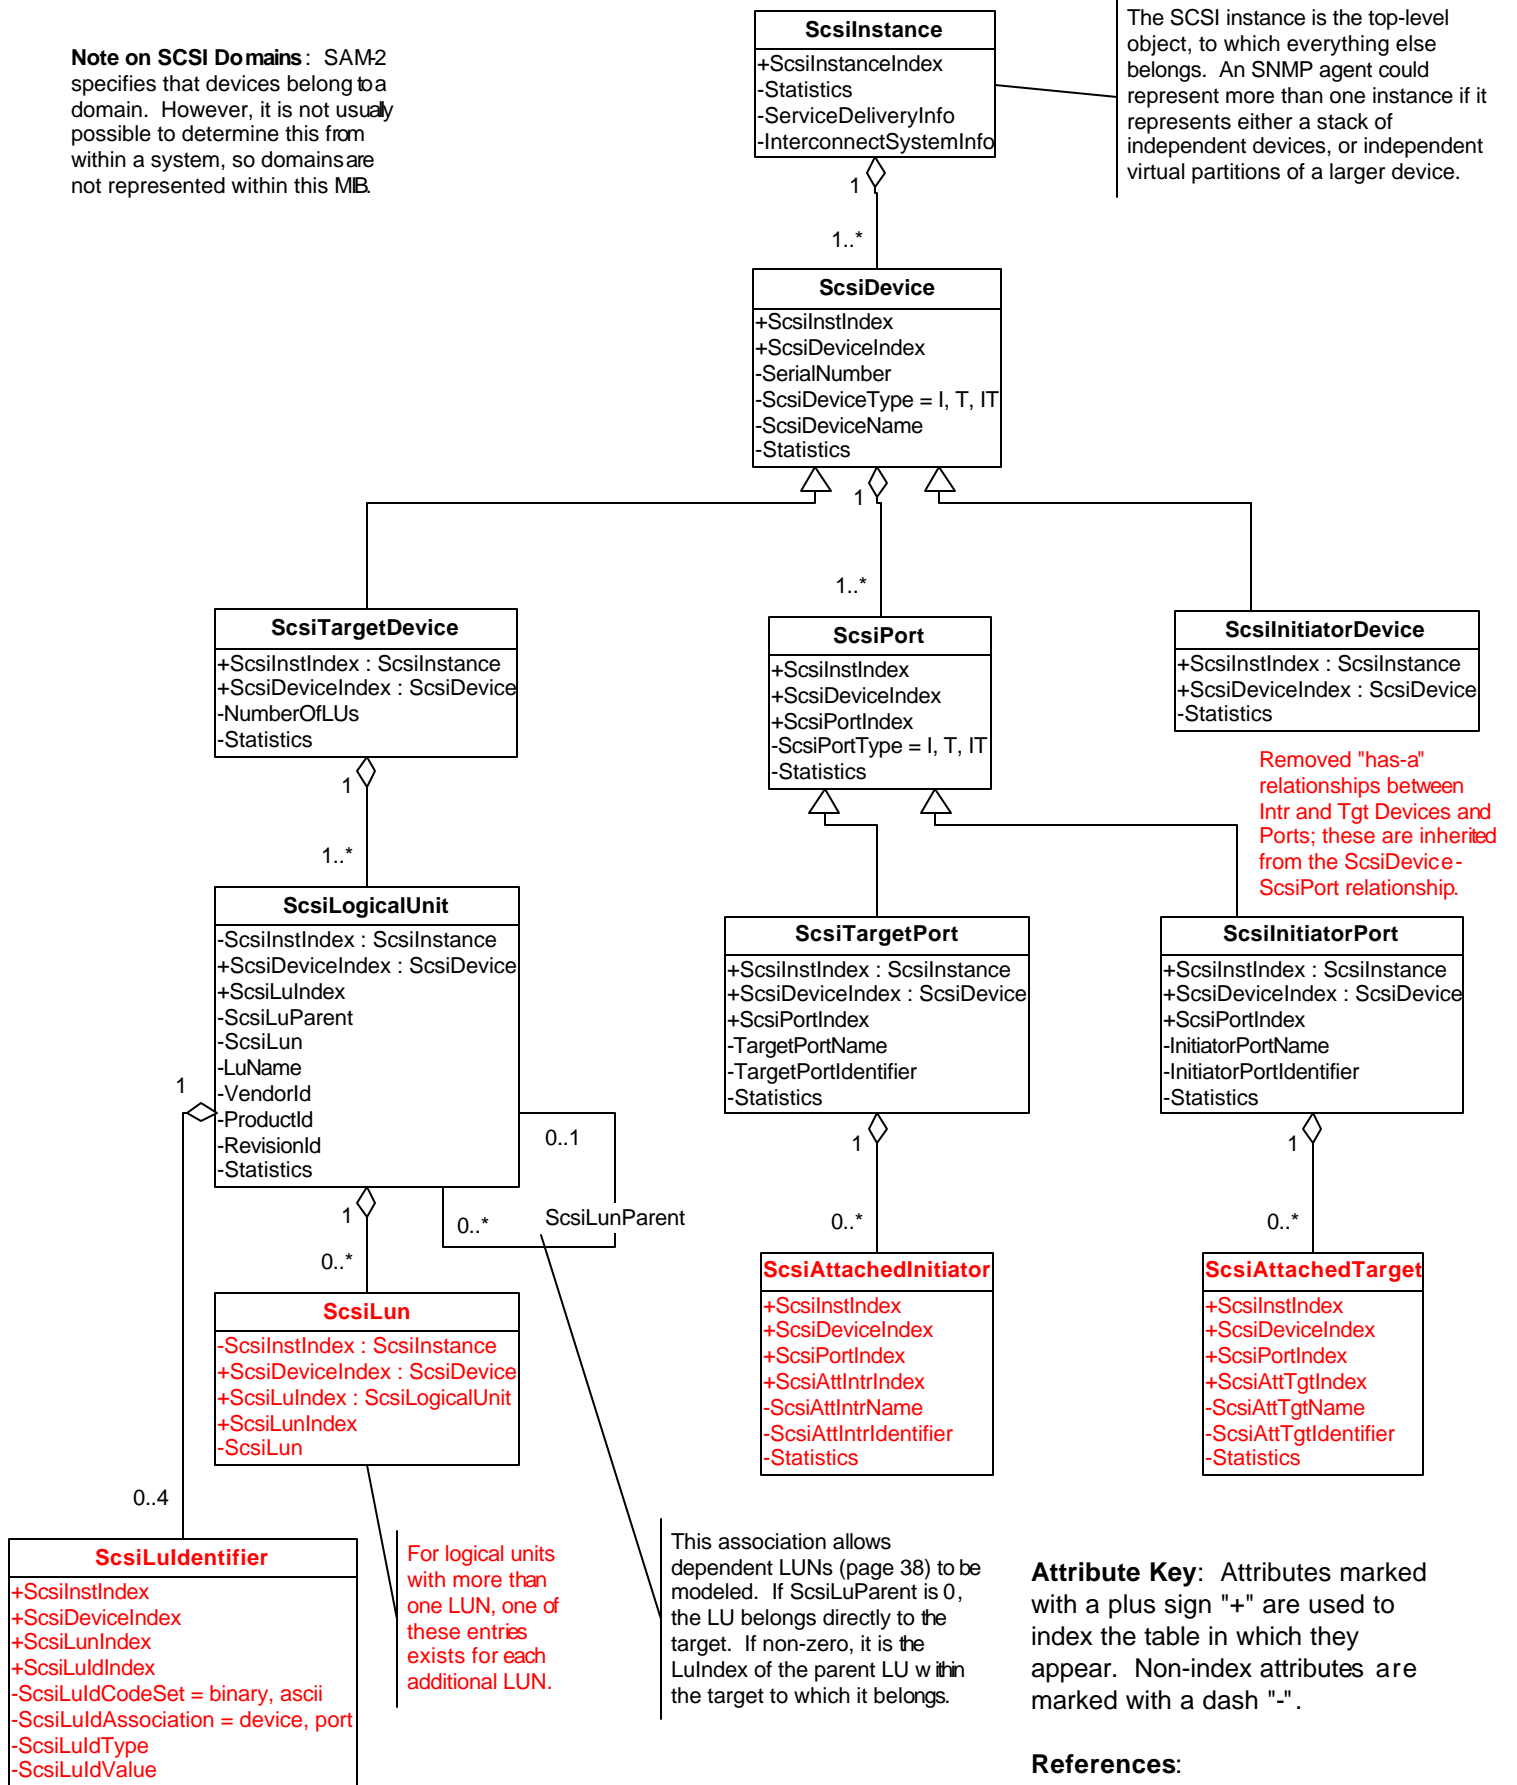 Note on SCSI Domains: SAM-2
specifies that devices belong to a
domain. However, it is not usually
possible to determine this from
within a system, so domains are
not represented within this MIB.
ScsiInstance
+ScsiInstanceIndex
-Statistics
-ServiceDeliveryInfo
-InterconnectSystemInfo
The SCSI instance is the top-level
object, to which everything else
belongs. An SNMP agent could
represent more than one instance if it
represents either a stack of
independent devices, or independent
virtual partitions of a larger device.
1
1..*
ScsiDevice
+ScsiInstIndex
+ScsiDeviceIndex
-SerialNumber
-ScsiDeviceType = I, T, IT
-ScsiDeviceName
-Statistics
1
1..*
ScsiTargetDevice
+ScsiInstIndex : ScsiInstance
+ScsiDeviceIndex : ScsiDevice
-NumberOfLUs
-Statistics
ScsiPort
+ScsiInstIndex
+ScsiDeviceIndex
+ScsiPortIndex
-ScsiPortType = I, T, IT
-Statistics
ScsiInitiatorDevice
+ScsiInstIndex : ScsiInstance
+ScsiDeviceIndex : ScsiDevice
-Statistics
Removed "has-a"
relationships between
Intr and Tgt Devices and
Ports; these are inherited
from the ScsiDevice-
ScsiPort relationship.
1
1..*
ScsiLogicalUnit
-ScsiInstIndex : ScsiInstance
+ScsiDeviceIndex : ScsiDevice
+ScsiLuIndex
-ScsiLuParent
-ScsiLun
-LuName
-VendorId
-ProductId
-RevisionId
-Statistics
ScsiTargetPort
+ScsiInstIndex : ScsiInstance
+ScsiDeviceIndex : ScsiDevice
+ScsiPortIndex
-TargetPortName
-TargetPortIdentifier
-Statistics
ScsiInitiatorPort
+ScsiInstIndex : ScsiInstance
+ScsiDeviceIndex : ScsiDevice
+ScsiPortIndex
-InitiatorPortName
-InitiatorPortIdentifier
-Statistics
1
0..1
0..*
ScsiLunParent
1
0..*
1
0..*
1
0..*
ScsiLun
-ScsiInstIndex : ScsiInstance
+ScsiDeviceIndex : ScsiDevice
+ScsiLuIndex : ScsiLogicalUnit
+ScsiLunIndex
-ScsiLun
ScsiAttachedInitiator
+ScsiInstIndex
+ScsiDeviceIndex
+ScsiPortIndex
+ScsiAttIntrIndex
-ScsiAttIntrName
-ScsiAttIntrIdentifier
-Statistics
ScsiAttachedTarget
+ScsiInstIndex
+ScsiDeviceIndex
+ScsiPortIndex
+ScsiAttTgtIndex
-ScsiAttTgtName
-ScsiAttTgtIdentifier
-Statistics
0..4
ScsiLuIdentifier
+ScsiInstIndex
+ScsiDeviceIndex
+ScsiLunIndex
+ScsiLuIdIndex
-ScsiLuIdCodeSet = binary, ascii
-ScsiLuIdAssociation = device, port
-ScsiLuIdType
-ScsiLuIdValue
For logical units
with more than
one LUN, one of
these entries
exists for each
additional LUN.
This association allows
dependent LUNs (page 38) to be
modeled. If ScsiLuParent is 0,
the LU belongs directly to the
target. If non-zero, it is the
LuIndex of the parent LU within
the target to which it belongs.
Attribute Key: Attributes marked
with a plus sign "+" are used to
index the table in which they
appear. Non-index attributes are
marked with a dash "-".
References: